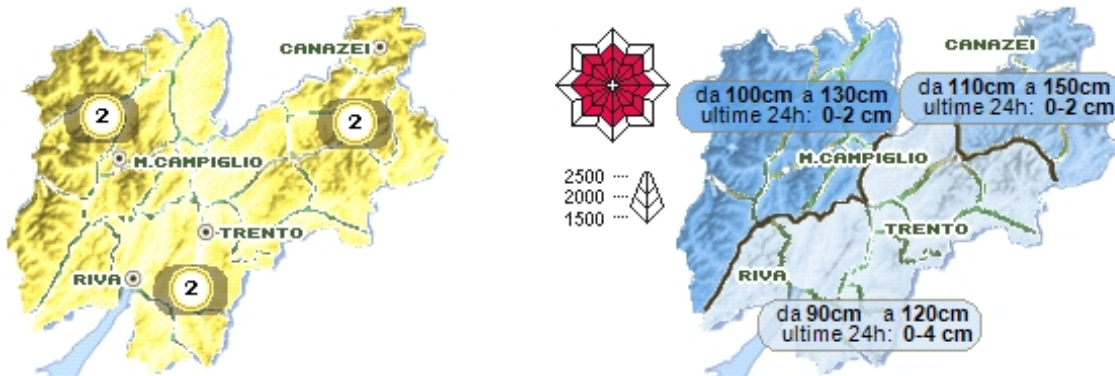 CANAZEI
2
2
M.CAMPIGLIO
TRENTO
RIVA
2
CANAZEI
da 100cm a 130cm
ultime 24h: 0-2 cm
da 110cm a 150cm
ultime 24h: 0-2 cm
M.CAMPIGLIO
2500
2000
1500
TRENTO
RIVA
da 90cm a 120cm
ultime 24h: 0-4 cm